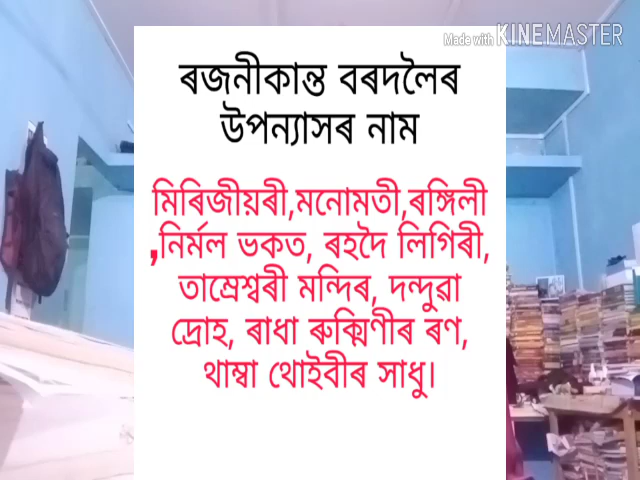 Made with KINEMASTER
ৰজনীকান্ত বৰদলৈৰ
উপন্যাসৰ নাম
মিৰিজীয়ৰী,মনোমতী,ৰঙ্গিলী
,নিৰ্মল ভকত, ৰহদৈ লিগিৰী,
তাম্ৰেশ্বৰী মন্দিৰ, দন্দুৱা
দ্ৰোহ, ৰাধা ৰুক্মিণীৰ ৰণ,
থাম্বা থোইবীৰ সাধু।